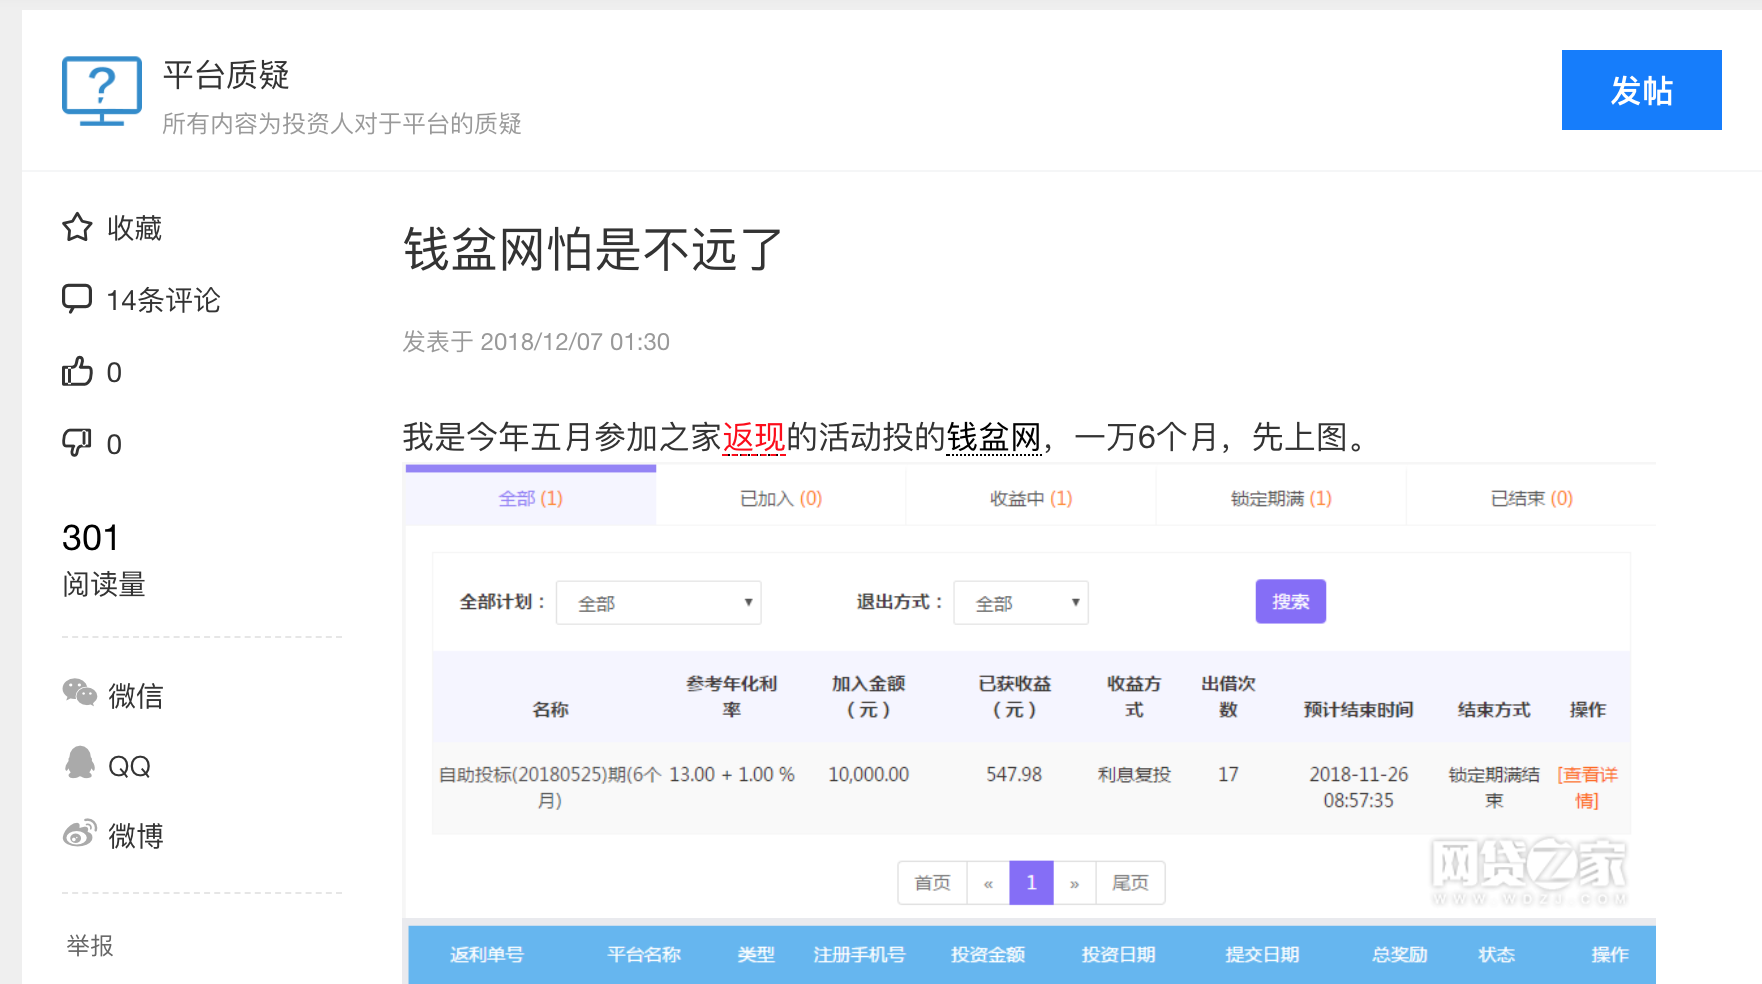 平台质疑
所有内容为投资人对于平台的质疑
发帖
收藏
14条评论
0
0
301
阅读量
微信
QQ
微博
举报
钱盆网怕是不远了
发表于 2018/12/07 01:30
我是今年五月参加之家返现的活动投的钱盆网，一万6个月，先上图。
全部 (1) 已加入 (0) 收益中 (1) 锁定期满 (1) 已结束 (0)
全部计划： 全部 退出方式： 全部 搜索
名称 参考年化利率 加入金额（元） 已获收益（元） 收益方式 出借次数 预计结束时间 结束方式 操作
自助投标(20180525)期(6个月) 13.00 + 1.00 % 10,000.00 547.98 利息复投 17 2018-11-26 08:57:35 锁定期满结束 [查看详情]
首页 « 1 » 尾页
网贷之家
WWW.WDZJ.COM
返利单号 平台名称 类型 注册手机号 投资金额 投资日期 提交日期 总奖励 状态 操作